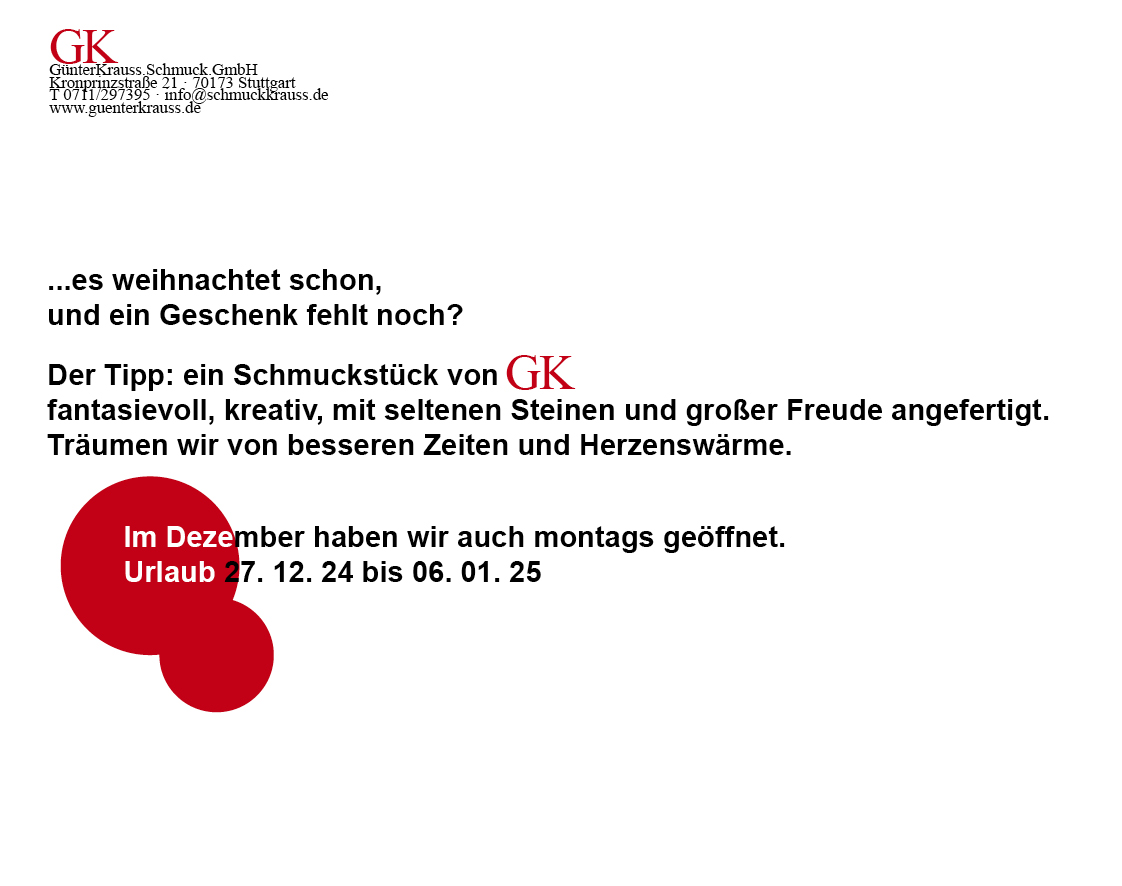 GK
GünterKrauss.Schmuck.GmbH
Kronprinzstraße 21 · 70173 Stuttgart
T 0711/297395 · info@schmuckkrauss.de
www.guenterkrauss.de
...es weihnachtet schon,
und ein Geschenk fehlt noch?
Der Tipp: ein Schmuckstück von GK
fantasievoll, kreativ, mit seltenen Steinen und großer Freude angefertigt.
Träumen wir von besseren Zeiten und Herzenswärme.
Im Dezember haben wir auch montags geöffnet.
Urlaub 27. 12. 24 bis 06. 01. 25